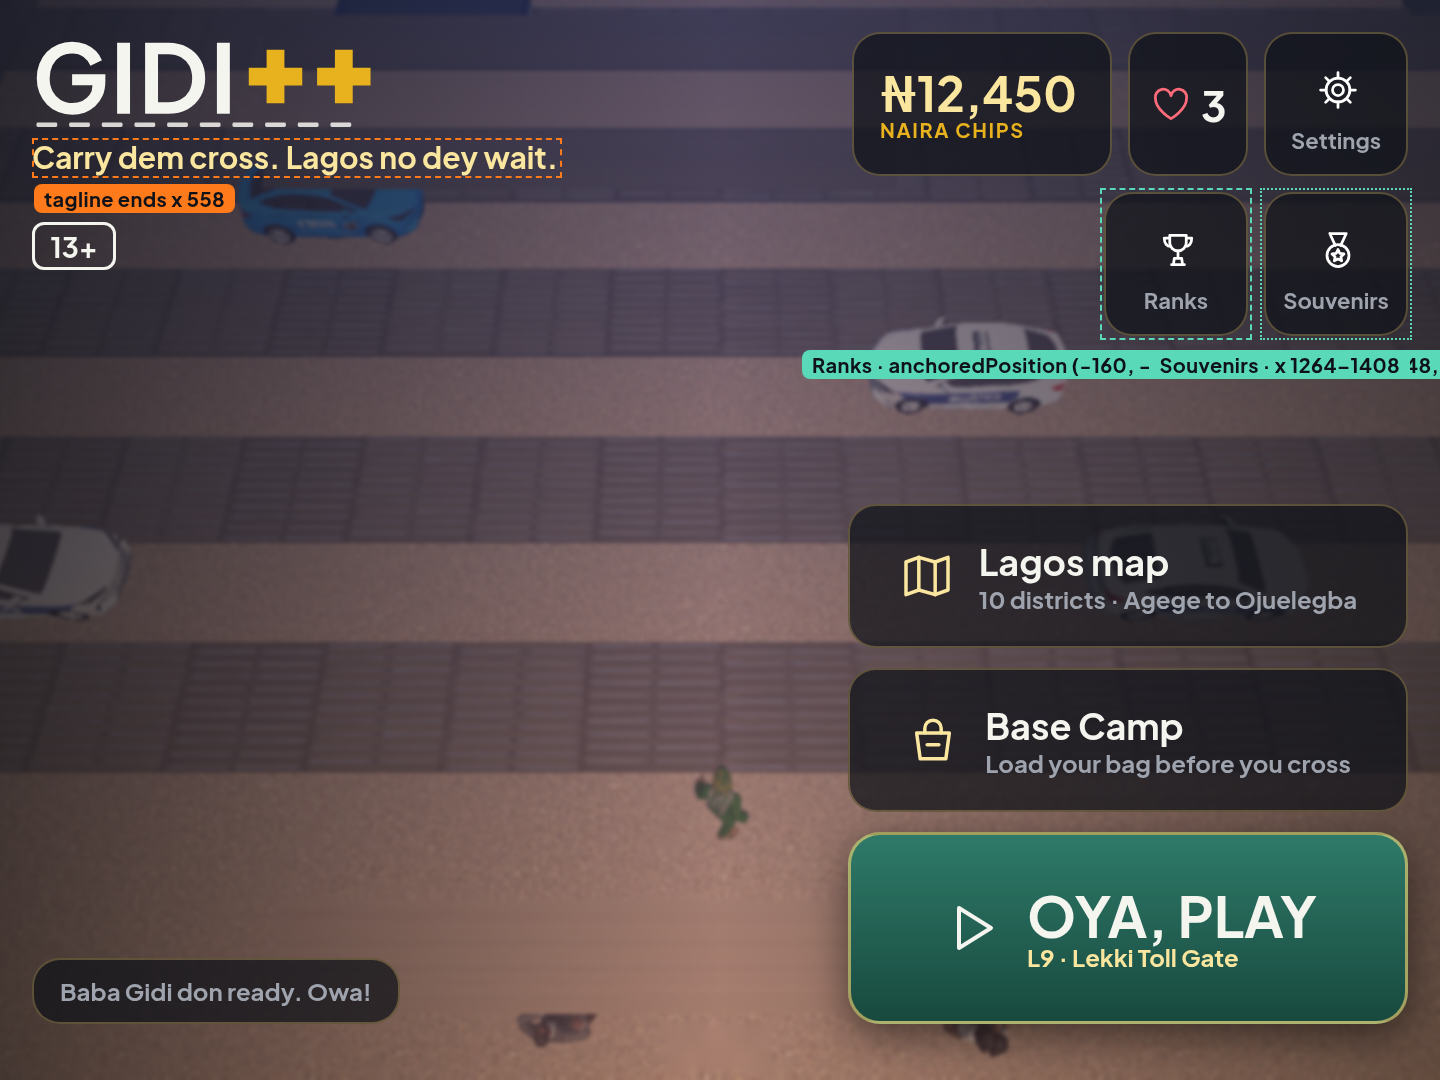 GIDI++
Carry dem cross. Lagos no dey wait.
tagline ends x 558
13+
₦12,450
NAIRA CHIPS
3
Settings
Ranks
Souvenirs
Ranks · anchoredPosition (−160, −
Souvenirs · x 1264–1408
48,
Lagos map
10 districts · Agege to Ojuelegba
Base Camp
Load your bag before you cross
OYA, PLAY
L9 · Lekki Toll Gate
Baba Gidi don ready. Owa!